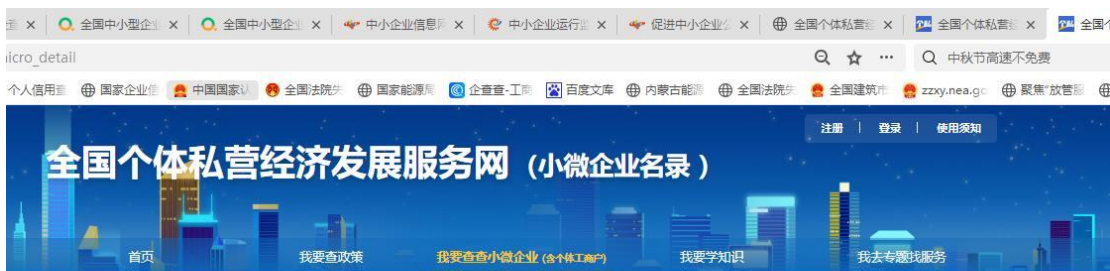 全国中小型企业 全国中小型企业 中小企业信息网 中小企业运行监 促进中小企业公 全国个体私营经 全国个体私营经 全国个
icro_detail 中秋节高速不免费
个人信用查 国家企业信 中国国家认 全国法院失 国家能源局 企查查-工商 百度文库 内蒙古能源 全国法院失 全国建筑市 zzxy.nea.go 聚焦“放管服
注册 | 登录 | 使用须知
全国个体私营经济发展服务网（小微企业名录）
首页 我要查政策 我要查查小微企业 (含个体工商户) 我要学知识 我去专题找服务